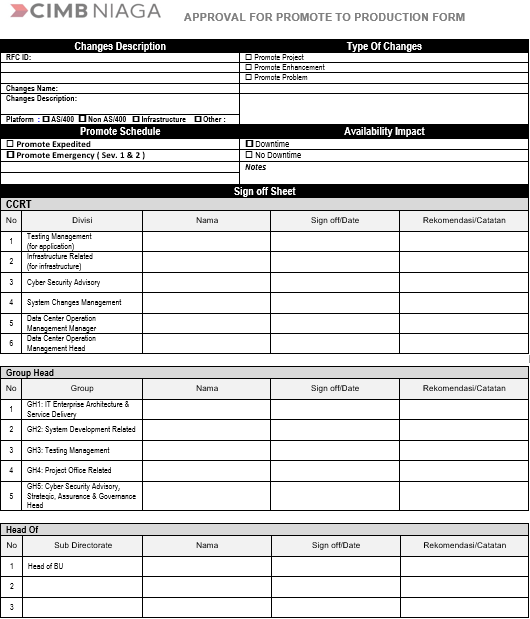 CIMB NIAGA
APPROVAL FOR PROMOTE TO PRODUCTION FORM
Changes Description
Type Of Changes
RFC ID:
☐ Promote Project
☐ Promote Enhancement
☐ Promote Problem
Changes Name:
Changes Description:
Platform : ☐ AS/400 ☐ Non AS/400 ☐ Infrastructure ☐ Other :
Promote Schedule
Availability Impact
☐ Promote Expedited
☐ Downtime
☐ Promote Emergency ( Sev. 1 & 2 )
☐ No Downtime
Notes
Sign off Sheet
CCRT
No Divisi Nama Sign off/Date Rekomendasi/Catatan
1 Testing Management
(for application)
2 Infrastructure Related
(for infrastructure)
3 Cyber Security Advisory
4 System Changes Management
5 Data Center Operation
Management Manager
6 Data Center Operation
Management Head
Group Head
No Group Nama Sign off/Date Rekomendasi/Catatan
1 GH1: IT Enterprise Architecture &
Service Delivery
2 GH2: System Development Related
3 GH3: Testing Management
4 GH4: Project Office Related
5 GH5: Cyber Security Advisory,
Strategic, Assurance & Governance
Head
Head Of
No Sub Directorate Nama Sign off/Date Rekomendasi/Catatan
1 Head of BU
2
3